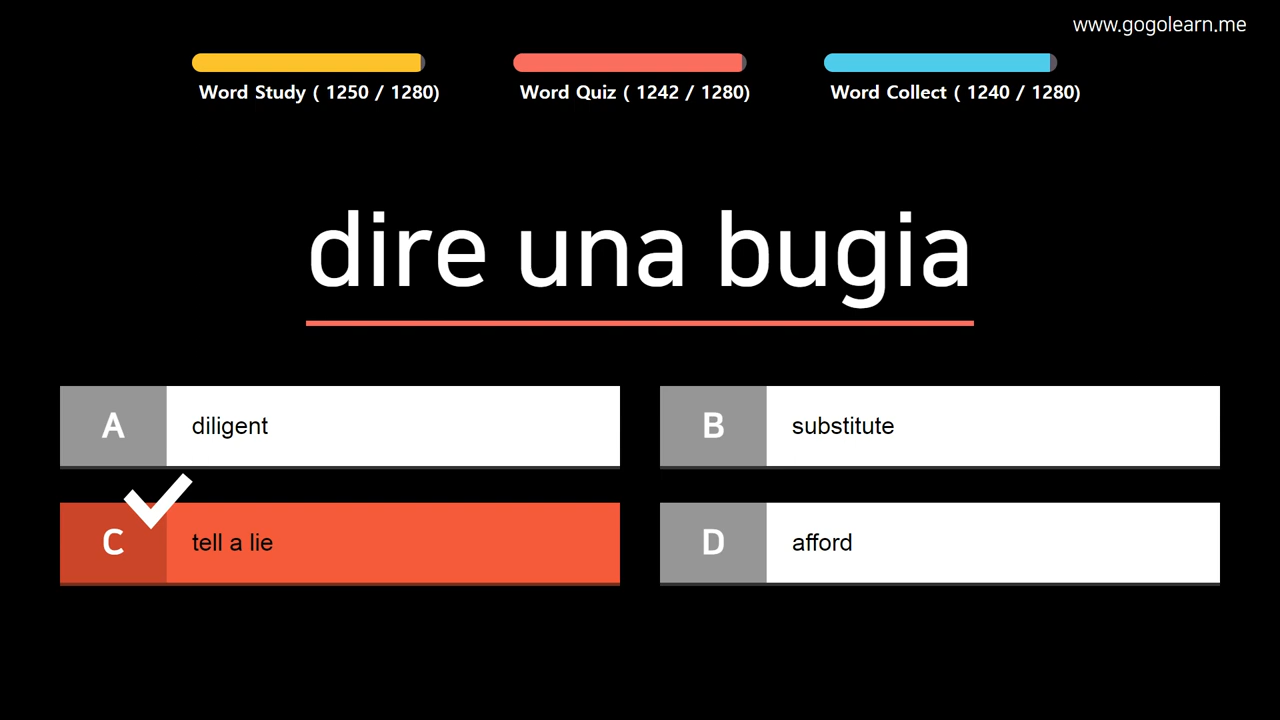 www.gogolearn.me
Word Study ( 1250 / 1280)
Word Quiz ( 1242 / 1280)
Word Collect ( 1240 / 1280)
dire una bugia
A
diligent
B
substitute
C
tell a lie
D
afford